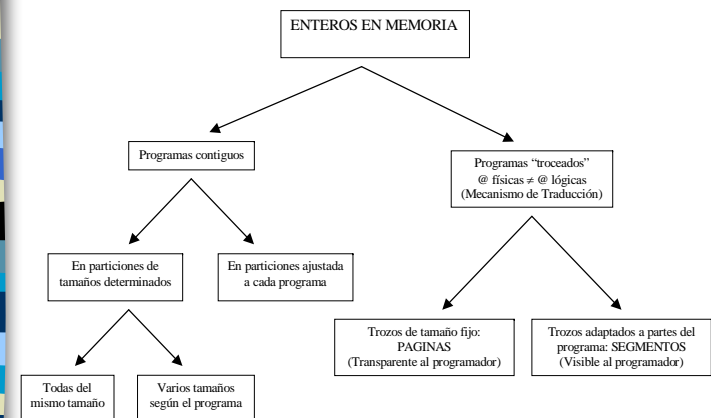 ENTEROS EN MEMORIA
Programas contiguos
Programas “troceados”
@ físicas ≠ @ lógicas
(Mecanismo de Traducción)
En particiones de
tamaños determinados
En particiones ajustada
a cada programa
Trozos de tamaño fijo:
PAGINAS
(Transparente al programador)
Trozos adaptados a partes del
programa: SEGMENTOS
(Visible al programador)
Todas del
mismo tamaño
Varios tamaños
según el programa